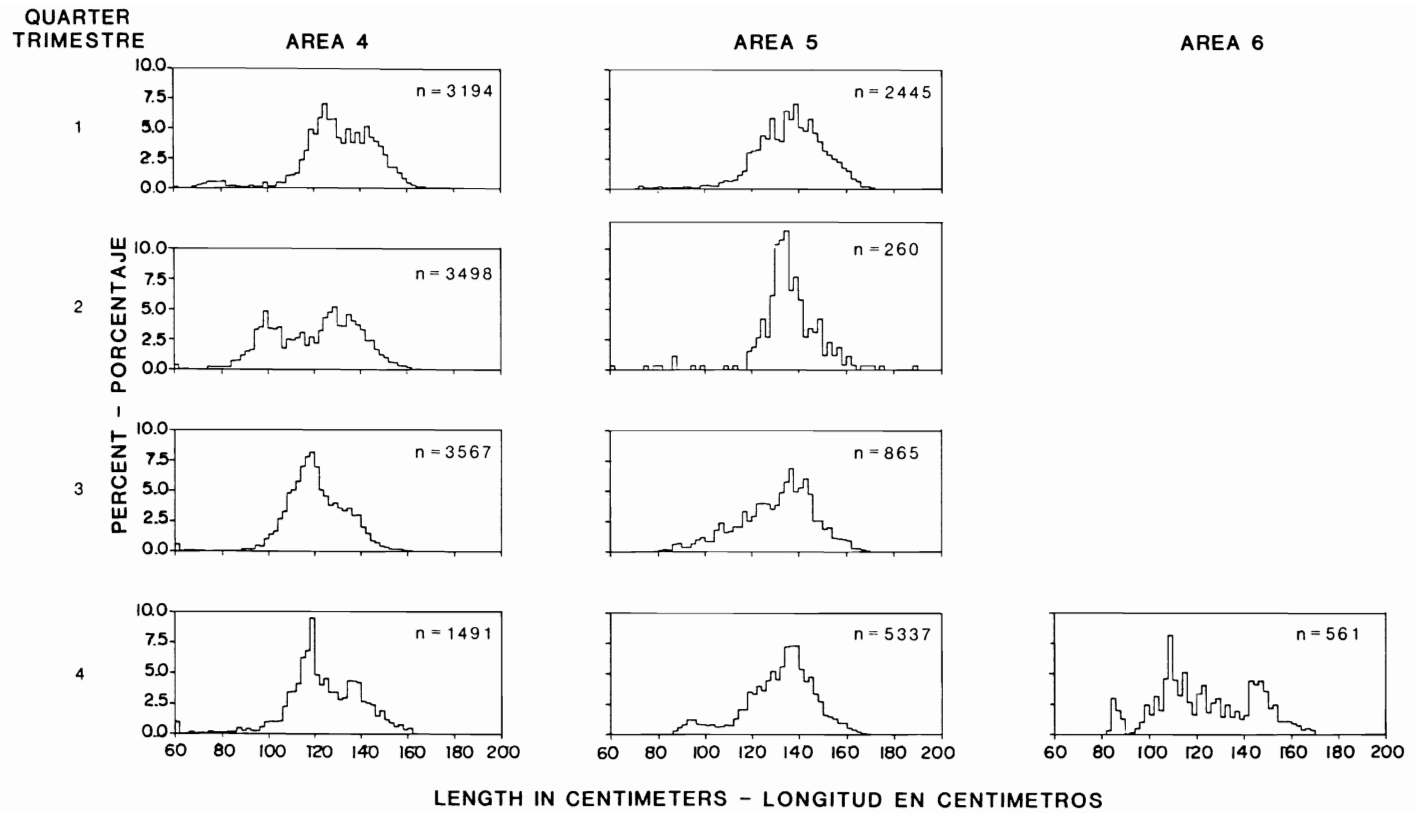 QUARTER
TRIMESTRE
AREA 4
AREA 5
AREA 6
PERCENT – PORCENTAJE
1
10.0
7.5
5.0
2.5
0.0
n = 3194
n = 2445
2
10.0
7.5
5.0
2.5
0.0
n = 3498
n = 260
3
10.0
7.5
5.0
2.5
0.0
n = 3567
n = 865
4
10.0
7.5
5.0
2.5
0.0
n = 1491
n = 5337
n = 561
60 80 100 120 140 160 180 200
60 80 100 120 140 160 180 200
60 80 100 120 140 160 180 200
LENGTH IN CENTIMETERS – LONGITUD EN CENTIMETROS